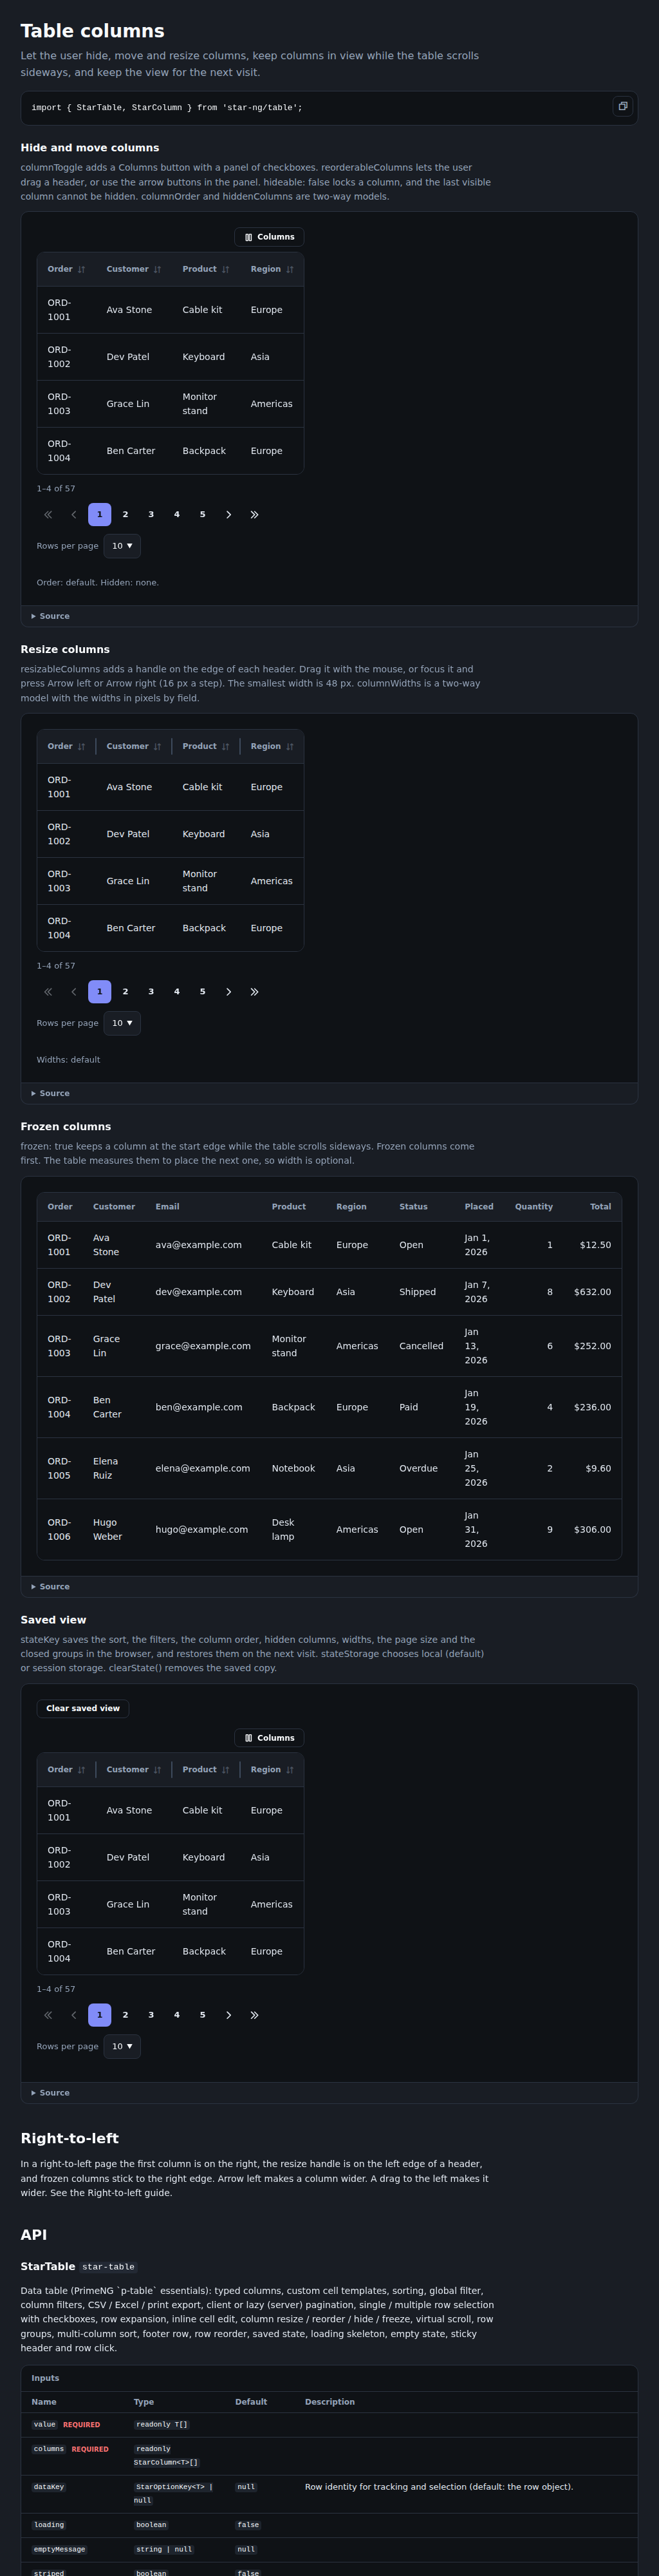 Table columns
Let the user hide, move and resize columns, keep columns in view while the table scrolls
sideways, and keep the view for the next visit.
import { StarTable, StarColumn } from 'star-ng/table';
Hide and move columns
columnToggle adds a Columns button with a panel of checkboxes. reorderableColumns lets the user
drag a header, or use the arrow buttons in the panel. hideable: false locks a column, and the last visible
column cannot be hidden. columnOrder and hiddenColumns are two-way models.
Columns
Order Customer Product Region
ORD-
1001 Ava Stone Cable kit Europe
ORD-
1002 Dev Patel Keyboard Asia
ORD-
1003 Grace Lin Monitor
stand Americas
ORD-
1004 Ben Carter Backpack Europe
1–4 of 57
1 2 3 4 5
Rows per page 10
Order: default. Hidden: none.
Source
Resize columns
resizableColumns adds a handle on the edge of each header. Drag it with the mouse, or focus it and
press Arrow left or Arrow right (16 px a step). The smallest width is 48 px. columnWidths is a two-way
model with the widths in pixels by field.
Order Customer Product Region
ORD-
1001 Ava Stone Cable kit Europe
ORD-
1002 Dev Patel Keyboard Asia
ORD-
1003 Grace Lin Monitor
stand Americas
ORD-
1004 Ben Carter Backpack Europe
1–4 of 57
1 2 3 4 5
Rows per page 10
Widths: default
Source
Frozen columns
frozen: true keeps a column at the start edge while the table scrolls sideways. Frozen columns come
first. The table measures them to place the next one, so width is optional.
Order Customer Email Product Region Status Placed Quantity Total
ORD-
1001 Ava
Stone ava@example.com Cable kit Europe Open Jan 1,
2026 1 $12.50
ORD-
1002 Dev
Patel dev@example.com Keyboard Asia Shipped Jan 7,
2026 8 $632.00
ORD-
1003 Grace
Lin grace@example.com Monitor
stand Americas Cancelled Jan
13,
2026 6 $252.00
ORD-
1004 Ben
Carter ben@example.com Backpack Europe Paid Jan
19,
2026 4 $236.00
ORD-
1005 Elena
Ruiz elena@example.com Notebook Asia Overdue Jan
25,
2026 2 $9.60
ORD-
1006 Hugo
Weber hugo@example.com Desk
lamp Americas Open Jan
31,
2026 9 $306.00
Source
Saved view
stateKey saves the sort, the filters, the column order, hidden columns, widths, the page size and the
closed groups in the browser, and restores them on the next visit. stateStorage chooses local (default)
or session storage. clearState() removes the saved copy.
Clear saved view
Columns
Order Customer Product Region
ORD-
1001 Ava Stone Cable kit Europe
ORD-
1002 Dev Patel Keyboard Asia
ORD-
1003 Grace Lin Monitor
stand Americas
ORD-
1004 Ben Carter Backpack Europe
1–4 of 57
1 2 3 4 5
Rows per page 10
Source
Right-to-left
In a right-to-left page the first column is on the right, the resize handle is on the left edge of a header,
and frozen columns stick to the right edge. Arrow left makes a column wider. A drag to the left makes it
wider. See the Right-to-left guide.
API
StarTable star-table
Data table (PrimeNG `p-table` essentials): typed columns, custom cell templates, sorting, global filter,
column filters, CSV / Excel / print export, client or lazy (server) pagination, single / multiple row selection
with checkboxes, row expansion, inline cell edit, column resize / reorder / hide / freeze, virtual scroll, row
groups, multi-column sort, footer row, row reorder, saved state, loading skeleton, empty state, sticky
header and row click.
Inputs
Name Type Default Description
value REQUIRED readonly T[]
columns REQUIRED readonly
StarColumn<T>[]
dataKey StarOptionKey<T> |
null null Row identity for tracking and selection (default: the row object).
loading boolean false
emptyMessage string | null null
striped boolean false